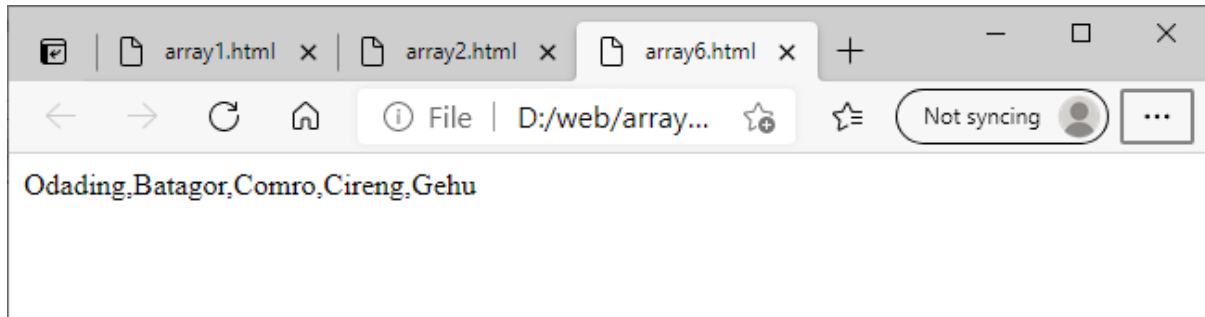 array1.html array2.html array6.html
File D:/web/array... Not syncing
Odading,Batagor,Comro,Cireng,Gehu